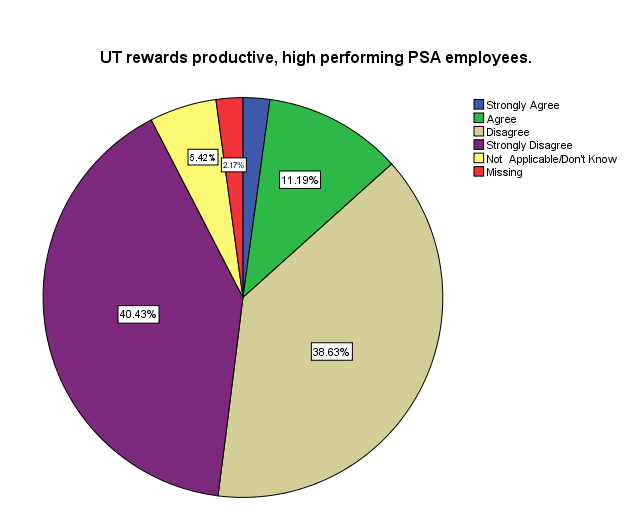 UT rewards productive, high performing PSA employees.
Strongly Agree
Agree
Disagree
Strongly Disagree
Not Applicable/Don't Know
Missing
5.42%
2.17%
11.19%
40.43%
38.63%